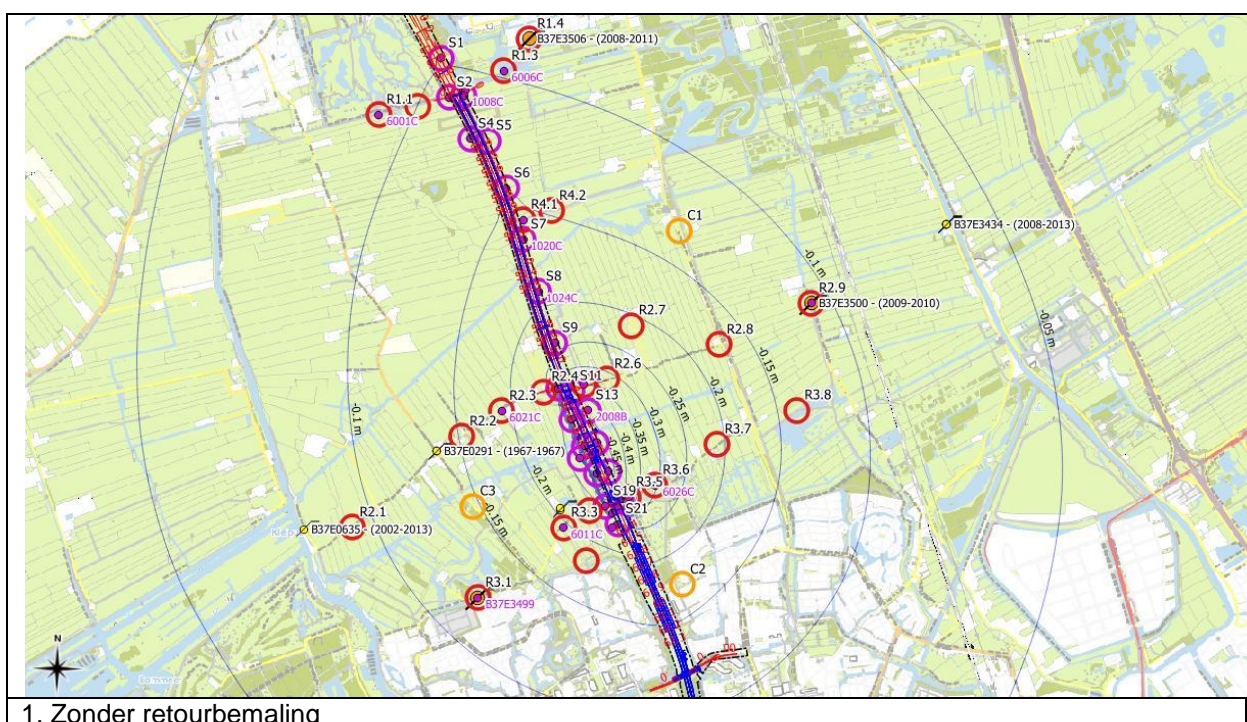 R1.4
B37E3506 - (2008-2011)
S1
R1.3
6006C
S2
1008C
R1.1
6001C
S4
S5
S6
R4.2
R4.1
S7
1020C
C1
B37E3434 - (2008-2013)
-0.1 m
S8
1024C
R2.9
B37E3500 - (2009-2010)
-0.05 m
R2.7
S9
R2.8
-0.15 m
R2.6
R2.4
S11
-0.1 m
R2.3
S13
-0.2 m
-0.25 m
6021C
2008B
R3.8
R2.2
-0.3 m
-0.35 m
R3.7
-0.4 m
B37E0291 - (1967-1967)
-0.45 m
R3.6
6026C
R3.5
C3
-0.2 m
S19
-0.15 m
R3.3
S21
R2.1
B37E0635 - (2002-2013)
6011C
C2
R3.1
B37E3499
N
1. Zonder retourbemaling